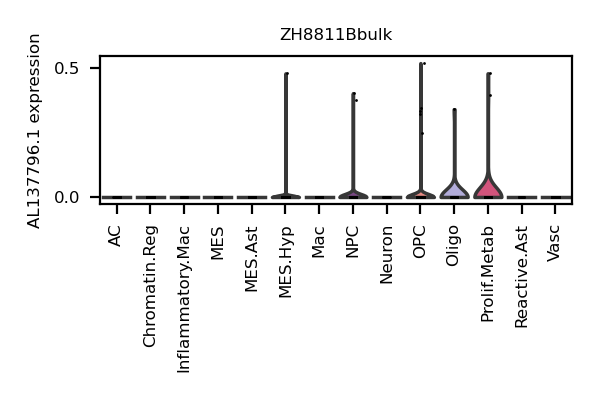 ZH8811Bbulk
AL137796.1 expression
0.5
0.0
AC
Chromatin.Reg
Inflammatory.Mac
MES
MES.Ast
MES.Hyp
Mac
NPC
Neuron
OPC
Oligo
Prolif.Metab
Reactive.Ast
Vasc